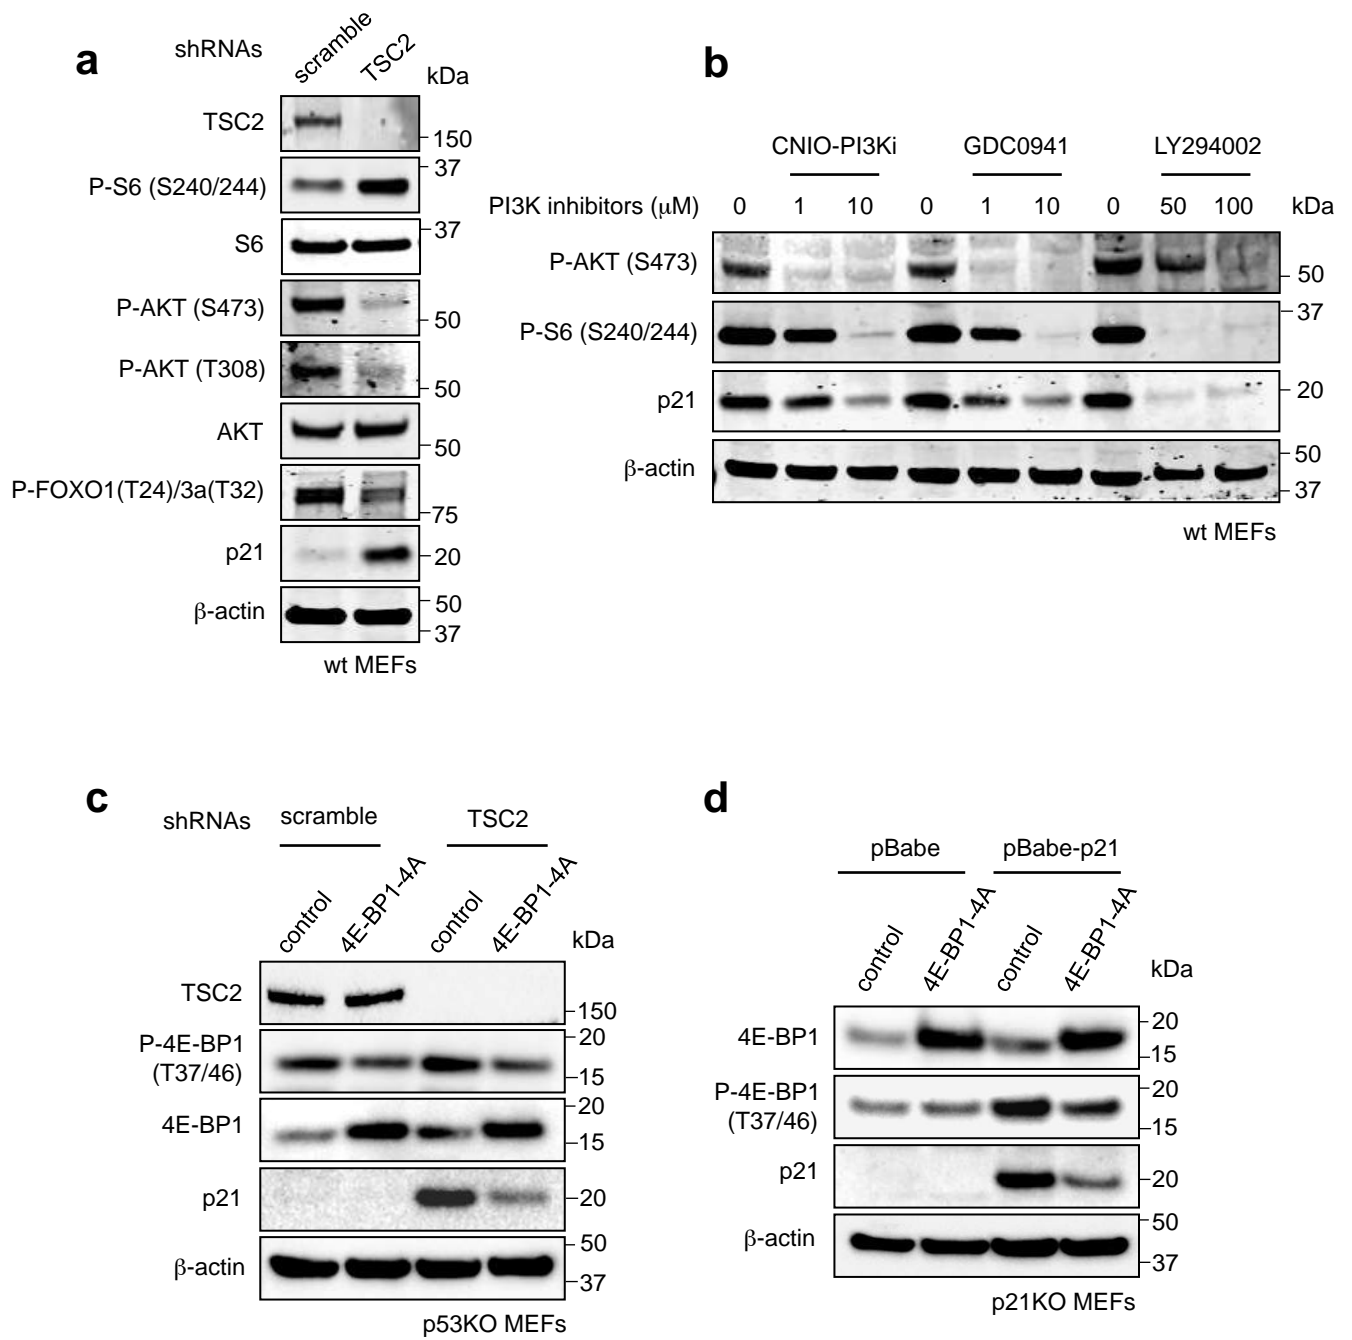 a
shRNAs
scramble
TSC2
kDa
TSC2
150
P-S6 (S240/244)
37
S6
37
P-AKT (S473)
50
P-AKT (T308)
50
AKT
50
P-FOXO1(T24)/3a(T32)
75
p21
20
β-actin
50
37
wt MEFs
b
CNIO-PI3Ki GDC0941 LY294002
PI3K inhibitors (μM) 0 1 10 0 1 10 0 50 100 kDa
P-AKT (S473)
50
P-S6 (S240/244)
37
p21
20
β-actin
50
37
wt MEFs
c
shRNAs scramble TSC2
control 4E-BP1-4A control 4E-BP1-4A
kDa
TSC2
150
P-4E-BP1
(T37/46)
20
15
4E-BP1
20
15
p21
20
β-actin
50
37
p53KO MEFs
d
pBabe pBabe-p21
control 4E-BP1-4A control 4E-BP1-4A
kDa
4E-BP1
20
15
P-4E-BP1
(T37/46)
20
15
p21
20
β-actin
50
37
p21KO MEFs